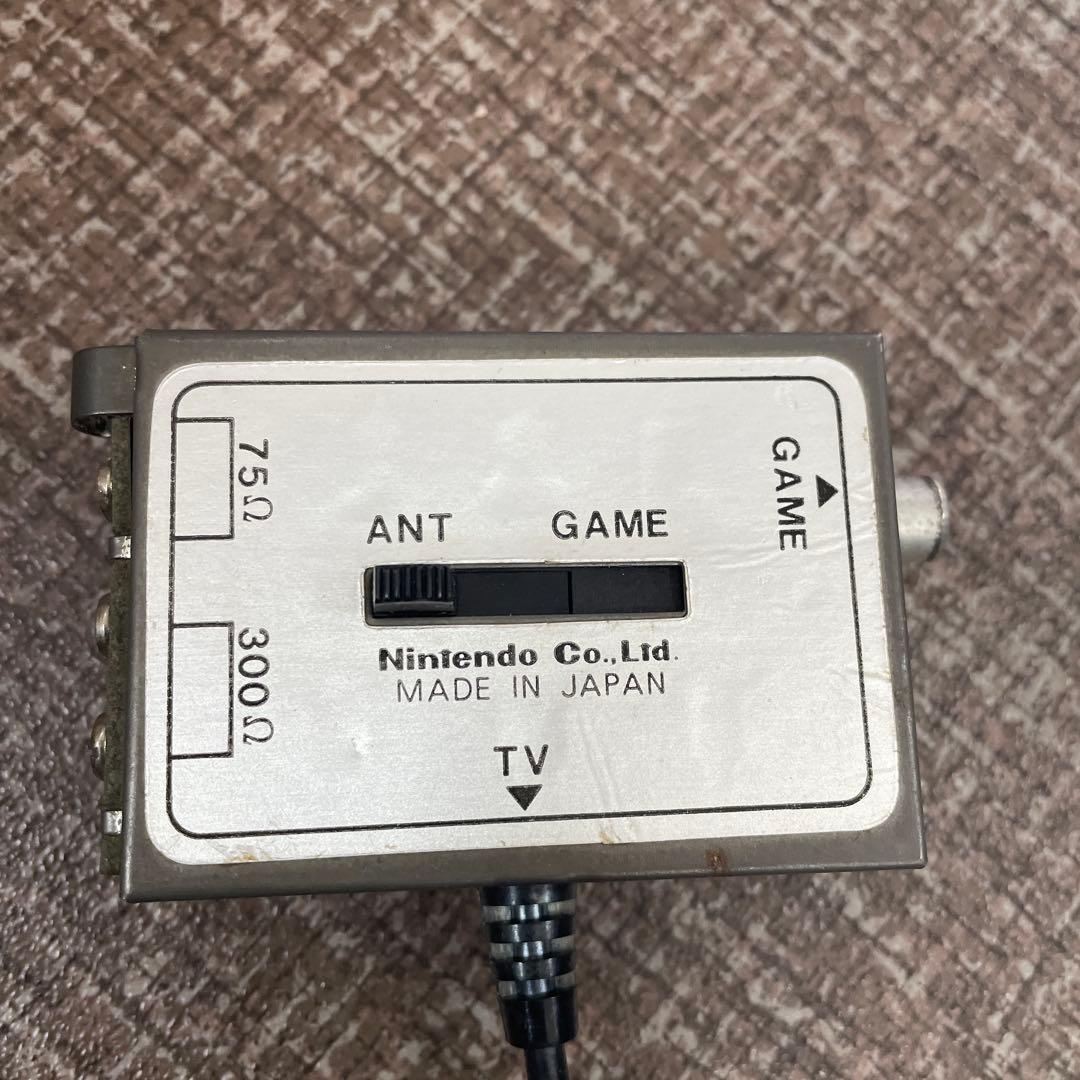 75Ω
300Ω
ANT GAME
GAME
Nintendo Co.,Ltd.
MADE IN JAPAN
TV